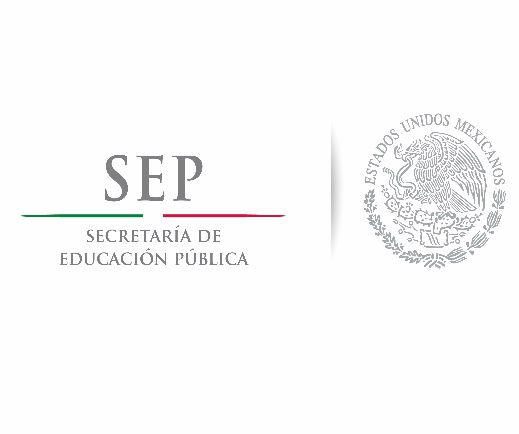 SEP
SECRETARÍA DE
EDUCACIÓN PÚBLICA
ESTADOS UNIDOS MEXICANOS